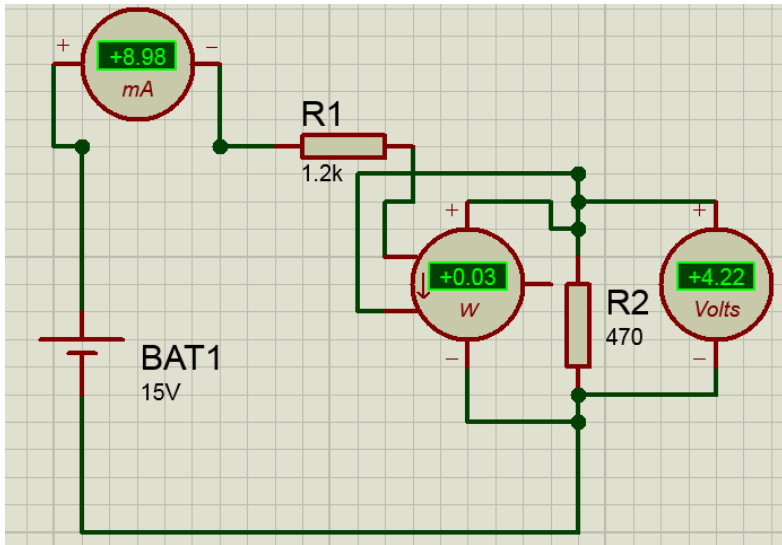 +
+8.98
−
mA
R1
1.2k
+
+0.03
W
−
R2
470
+
+4.22
Volts
−
BAT1
15V